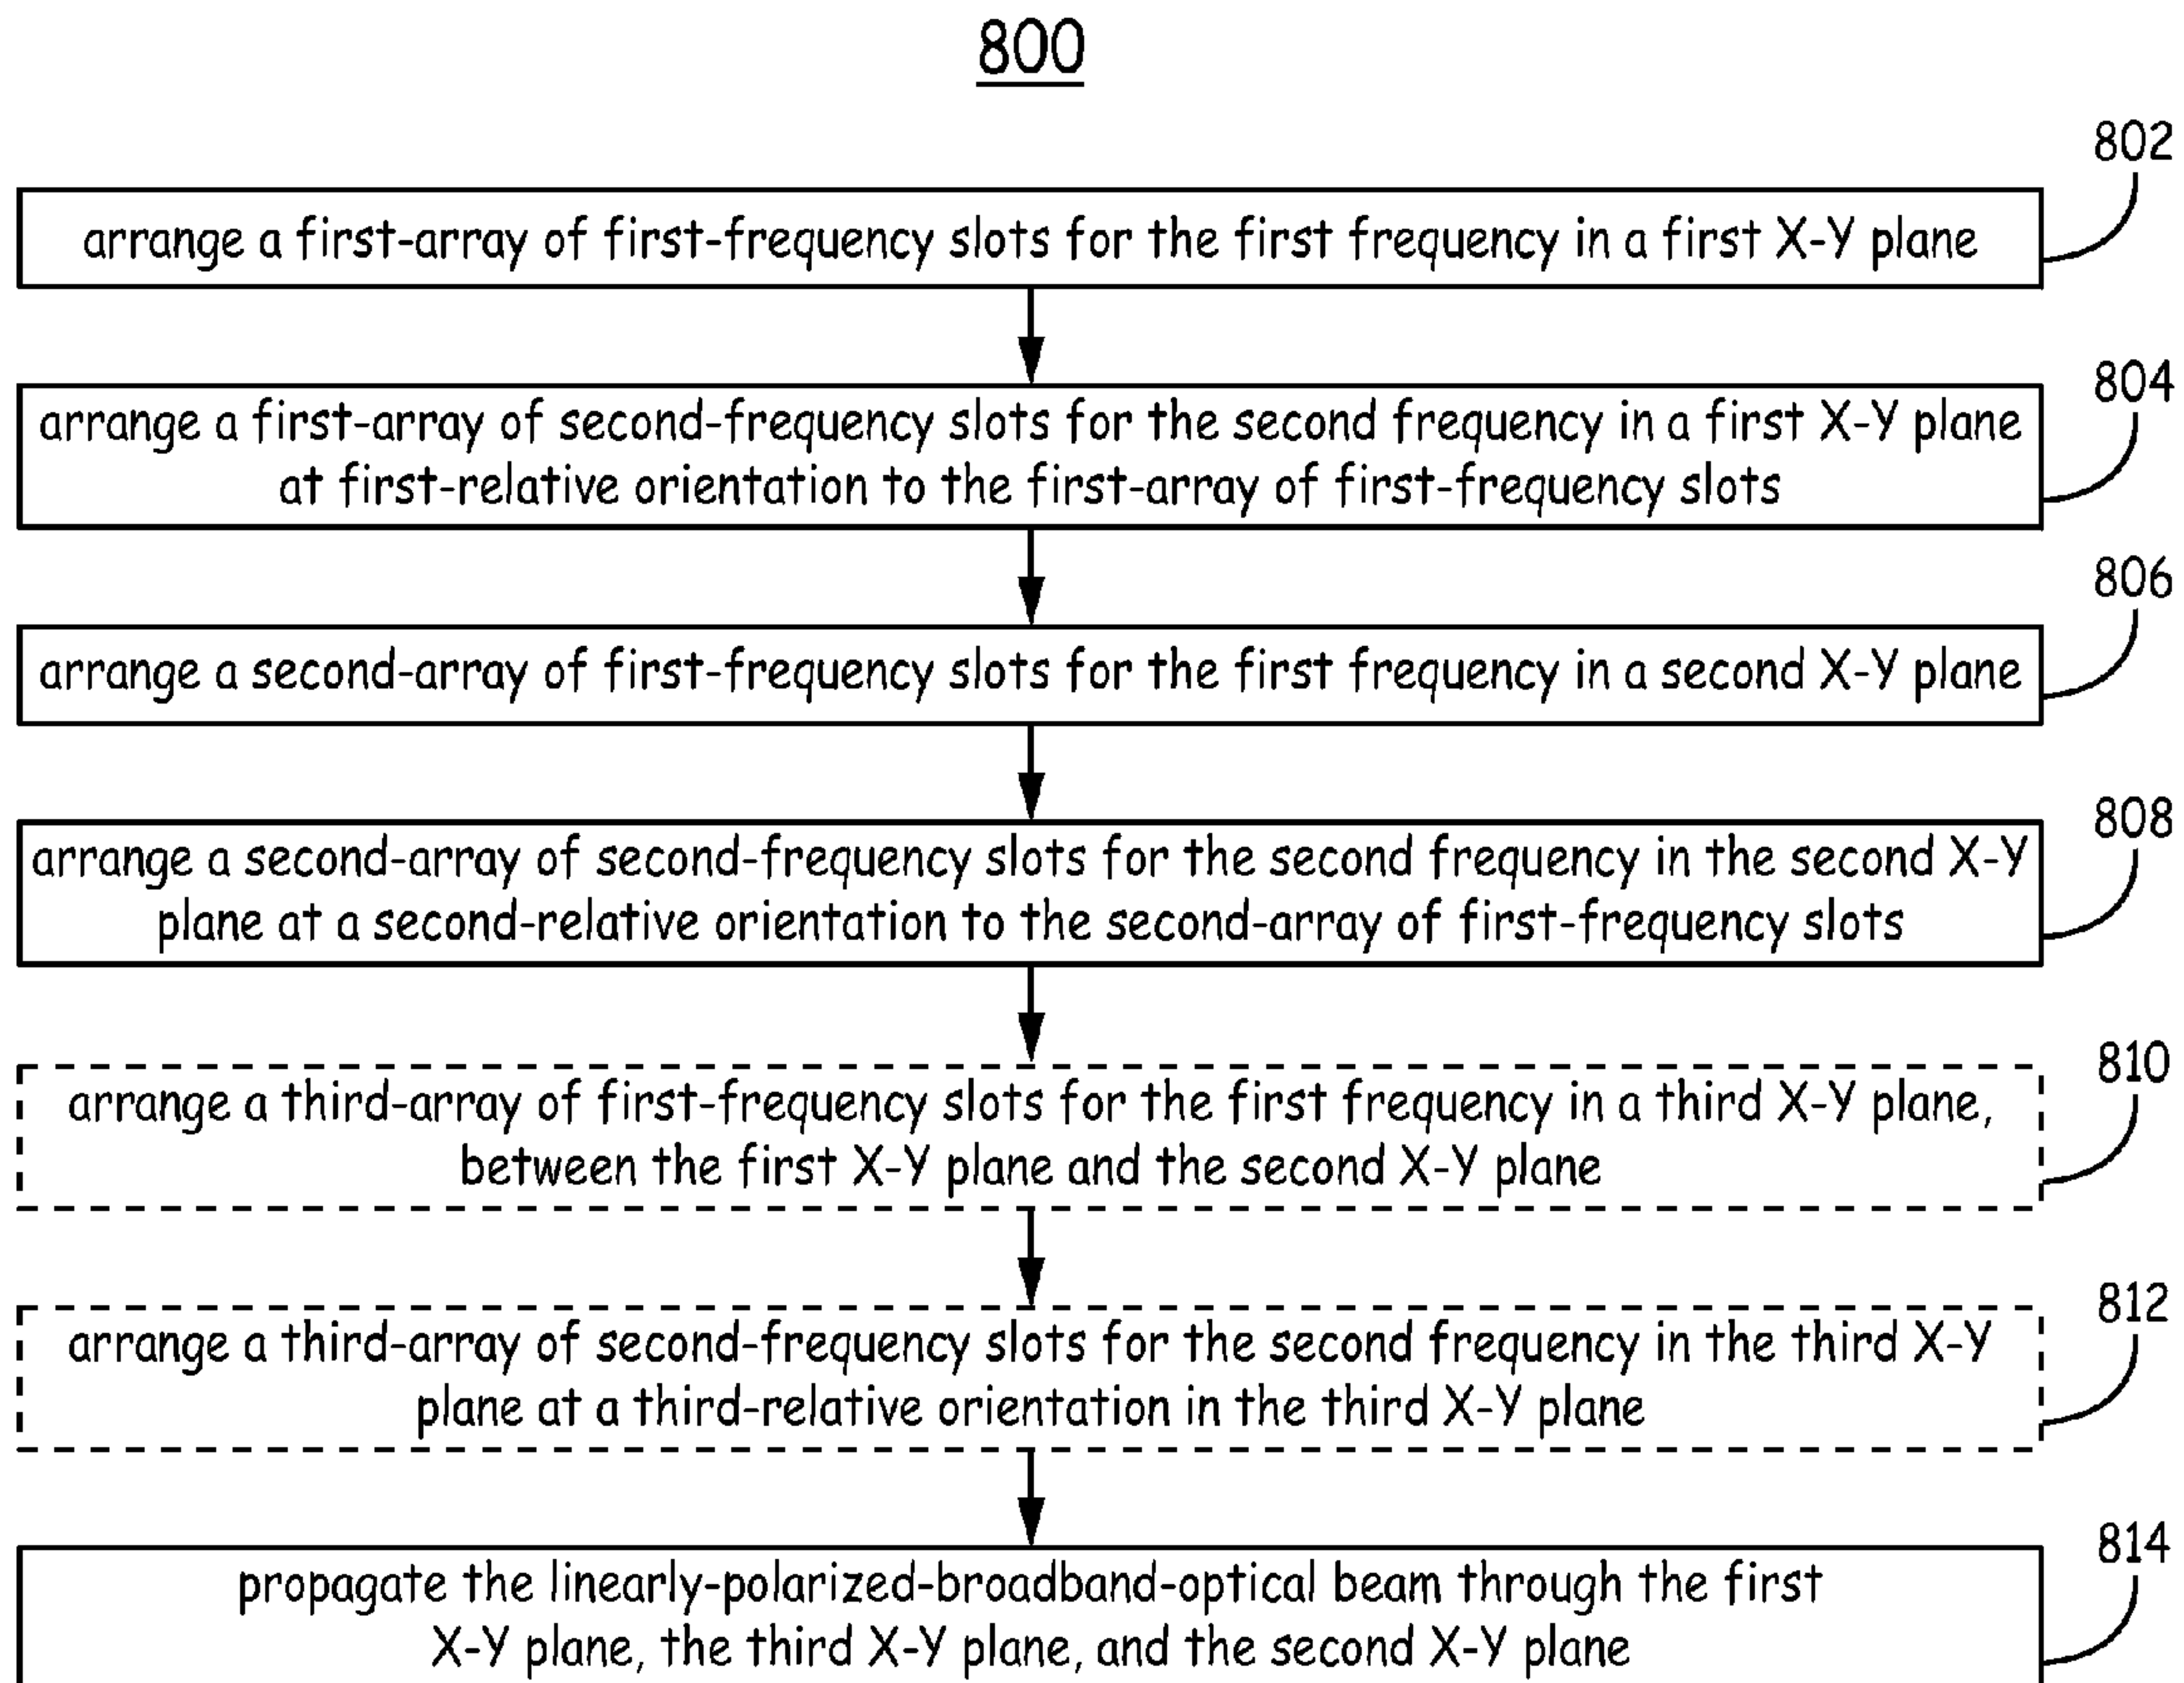 800
802
arrange a first-array of first-frequency slots for the first frequency in a first X-Y plane
804
arrange a first-array of second-frequency slots for the second frequency in a first X-Y plane
at first-relative orientation to the first-array of first-frequency slots
806
arrange a second-array of first-frequency slots for the first frequency in a second X-Y plane
808
arrange a second-array of second-frequency slots for the second frequency in the second X-Y
plane at a second-relative orientation to the second-array of first-frequency slots
810
arrange a third-array of first-frequency slots for the first frequency in a third X-Y plane,
between the first X-Y plane and the second X-Y plane
812
arrange a third-array of second-frequency slots for the second frequency in the third X-Y
plane at a third-relative orientation in the third X-Y plane
814
propagate the linearly-polarized-broadband-optical beam through the first
X-Y plane, the third X-Y plane, and the second X-Y plane